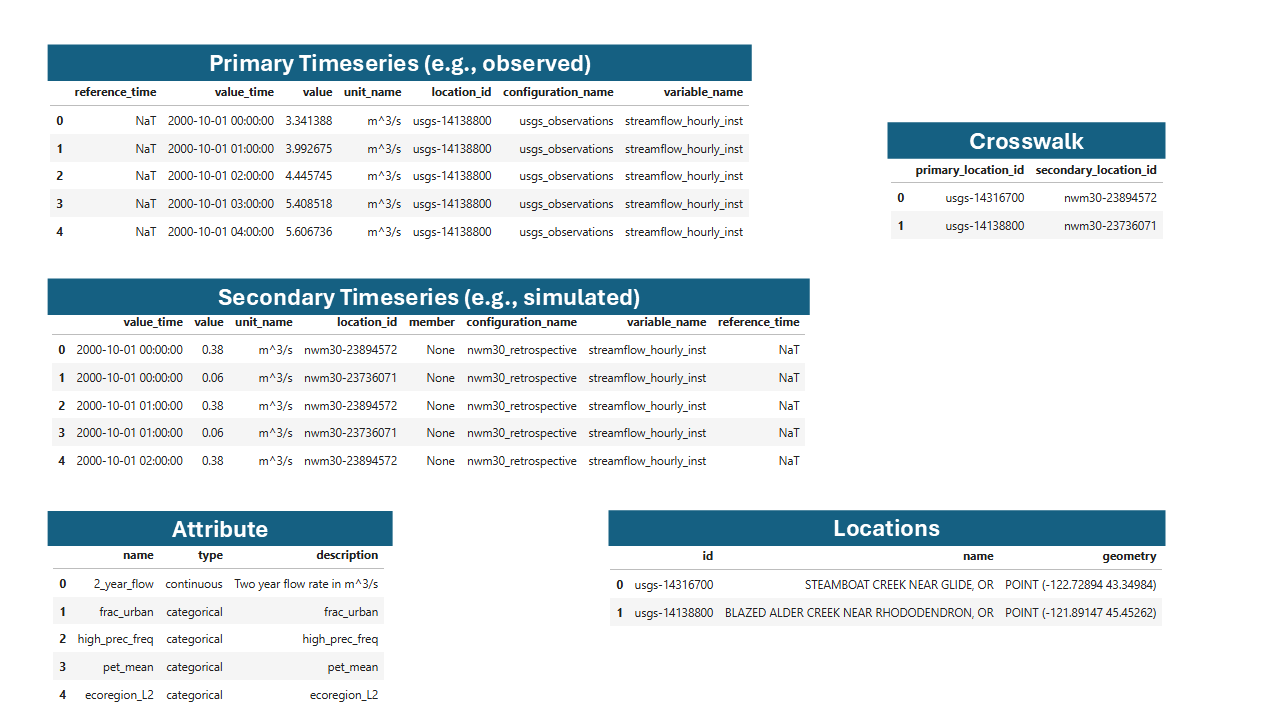 Primary Timeseries (e.g., observed)
reference_time value_time value unit_name location_id configuration_name variable_name
0 NaT 2000-10-01 00:00:00 3.341388 m^3/s usgs-14138800 usgs_observations streamflow_hourly_inst
1 NaT 2000-10-01 01:00:00 3.992675 m^3/s usgs-14138800 usgs_observations streamflow_hourly_inst
2 NaT 2000-10-01 02:00:00 4.445745 m^3/s usgs-14138800 usgs_observations streamflow_hourly_inst
3 NaT 2000-10-01 03:00:00 5.408518 m^3/s usgs-14138800 usgs_observations streamflow_hourly_inst
4 NaT 2000-10-01 04:00:00 5.606736 m^3/s usgs-14138800 usgs_observations streamflow_hourly_inst
Crosswalk
primary_location_id secondary_location_id
0 usgs-14316700 nwm30-23894572
1 usgs-14138800 nwm30-23736071
Secondary Timeseries (e.g., simulated)
value_time value unit_name location_id member configuration_name variable_name reference_time
0 2000-10-01 00:00:00 0.38 m^3/s nwm30-23894572 None nwm30_retrospective streamflow_hourly_inst NaT
1 2000-10-01 00:00:00 0.06 m^3/s nwm30-23736071 None nwm30_retrospective streamflow_hourly_inst NaT
2 2000-10-01 01:00:00 0.38 m^3/s nwm30-23894572 None nwm30_retrospective streamflow_hourly_inst NaT
3 2000-10-01 01:00:00 0.06 m^3/s nwm30-23736071 None nwm30_retrospective streamflow_hourly_inst NaT
4 2000-10-01 02:00:00 0.38 m^3/s nwm30-23894572 None nwm30_retrospective streamflow_hourly_inst NaT
Attribute
name type description
0 2_year_flow continuous Two year flow rate in m^3/s
1 frac_urban categorical frac_urban
2 high_prec_freq categorical high_prec_freq
3 pet_mean categorical pet_mean
4 ecoregion_L2 categorical ecoregion_L2
Locations
id name geometry
0 usgs-14316700 STEAMBOAT CREEK NEAR GLIDE, OR POINT (-122.72894 43.34984)
1 usgs-14138800 BLAZED ALDER CREEK NEAR RHODODENDRON, OR POINT (-121.89147 45.45262)